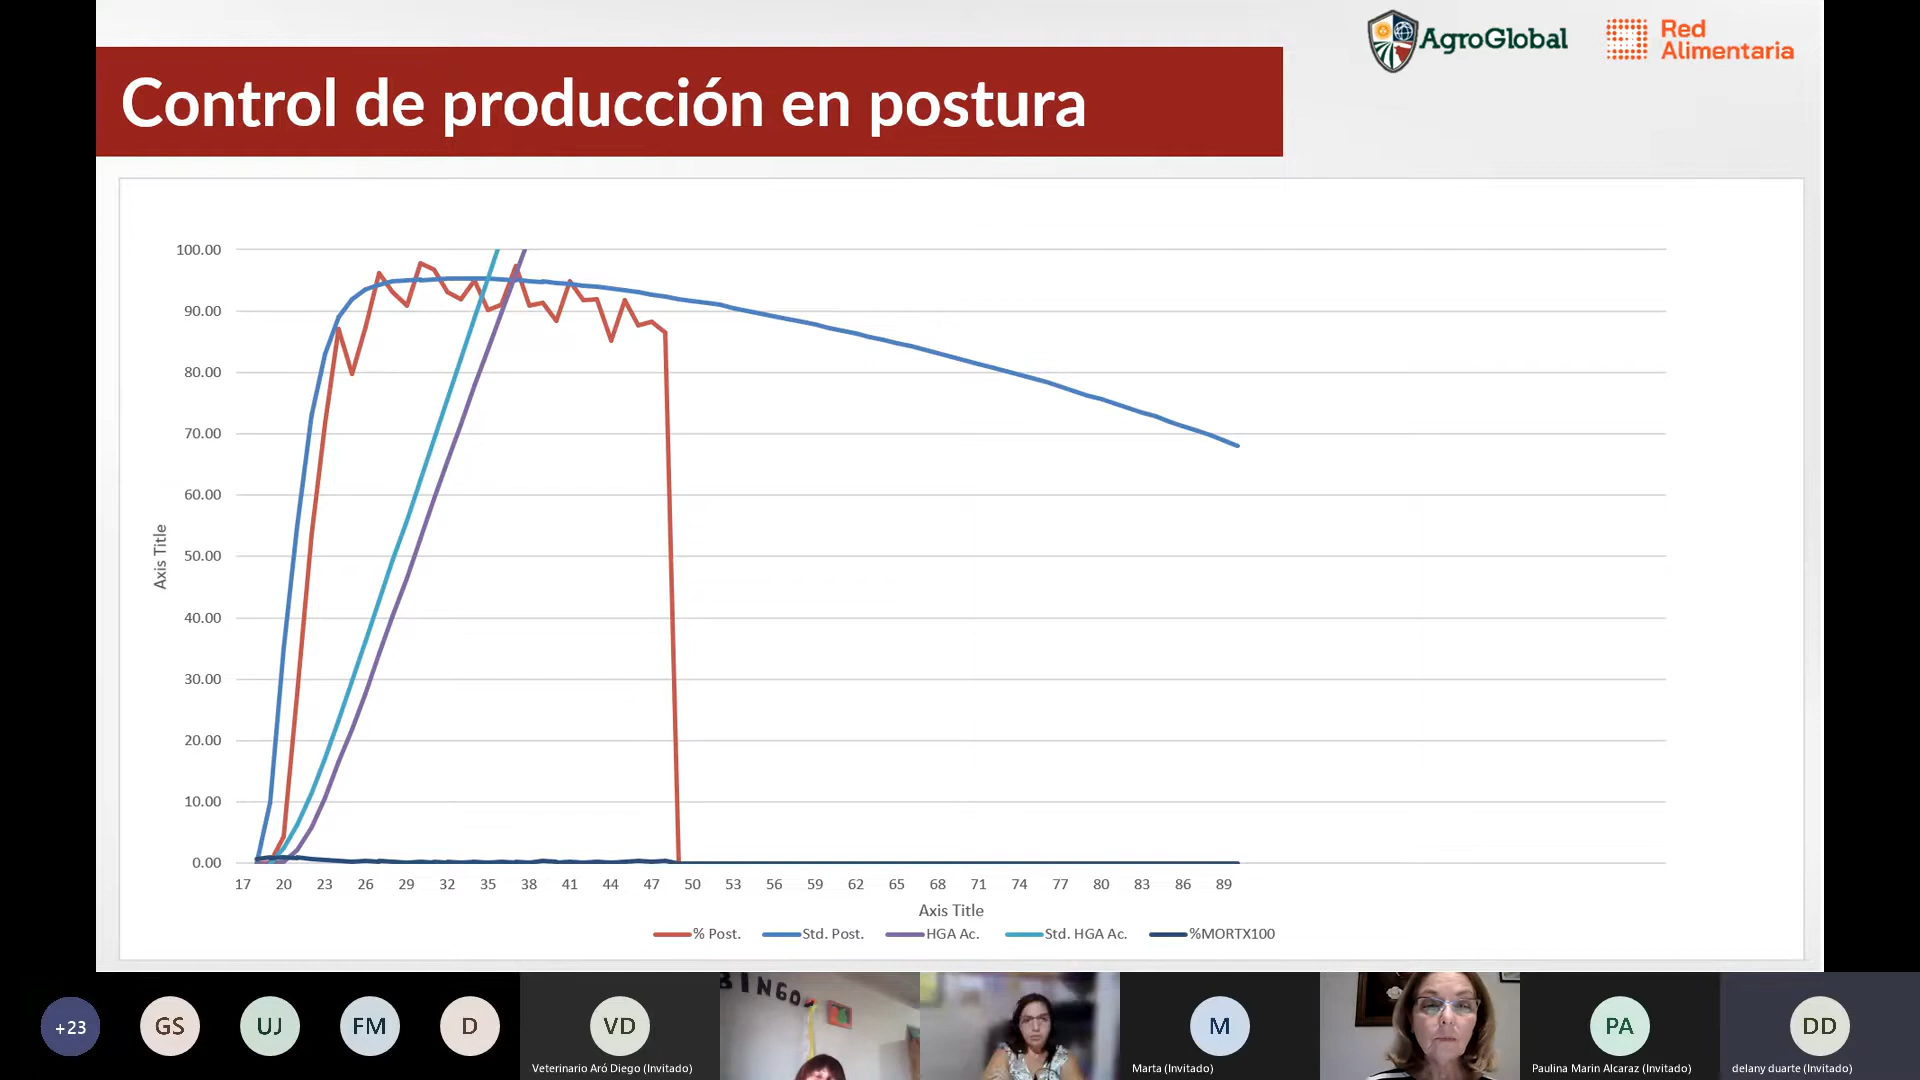 AgroGlobal
Red
Alimentaria
Control de producción en postura
100.00
90.00
80.00
70.00
60.00
50.00
40.00
30.00
20.00
10.00
0.00
Axis Title
17 20 23 26 29 32 35 38 41 44 47 50 53 56 59 62 65 68 71 74 77 80 83 86 89
Axis Title
% Post. Std. Post. HGA Ac. Std. HGA Ac. %MORTX100
+23
GS
UJ
FM
D
VD
Veterinario Aró Diego (Invitado)
BINGO
M
Marta (Invitado)
PA
Paulina Marin Alcaraz (Invitado)
DD
delany duarte (Invitado)